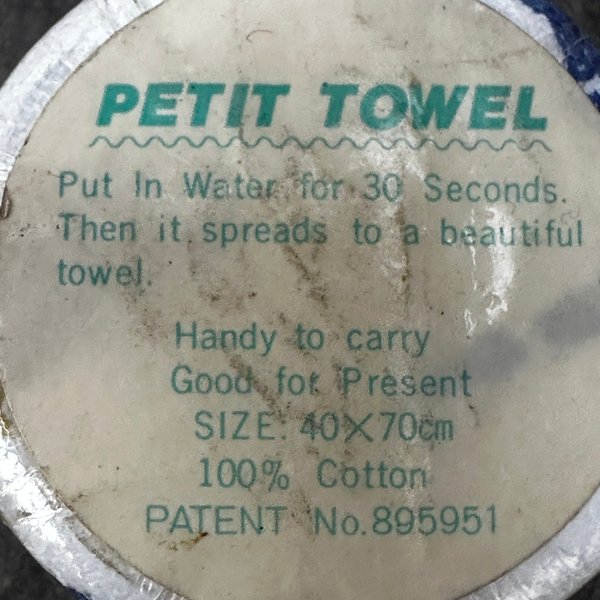 PETIT TOWEL
Put In Water for 30 Seconds.
Then it spreads to a beautiful
towel.
Handy to carry
Good for Present
SIZE. 40×70cm
100% Cotton
PATENT No.895951